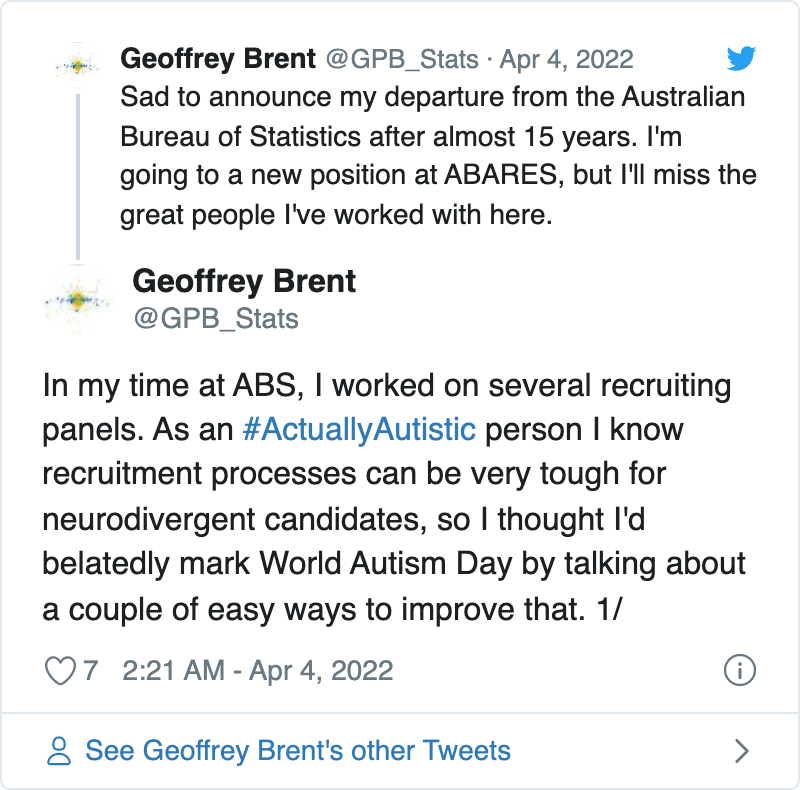 Geoffrey Brent @GPB_Stats · Apr 4, 2022
Sad to announce my departure from the Australian
Bureau of Statistics after almost 15 years. I'm
going to a new position at ABARES, but I'll miss the
great people I've worked with here.
Geoffrey Brent
@GPB_Stats
In my time at ABS, I worked on several recruiting
panels. As an #ActuallyAutistic person I know
recruitment processes can be very tough for
neurodivergent candidates, so I thought I'd
belatedly mark World Autism Day by talking about
a couple of easy ways to improve that. 1/
7 2:21 AM - Apr 4, 2022
See Geoffrey Brent's other Tweets